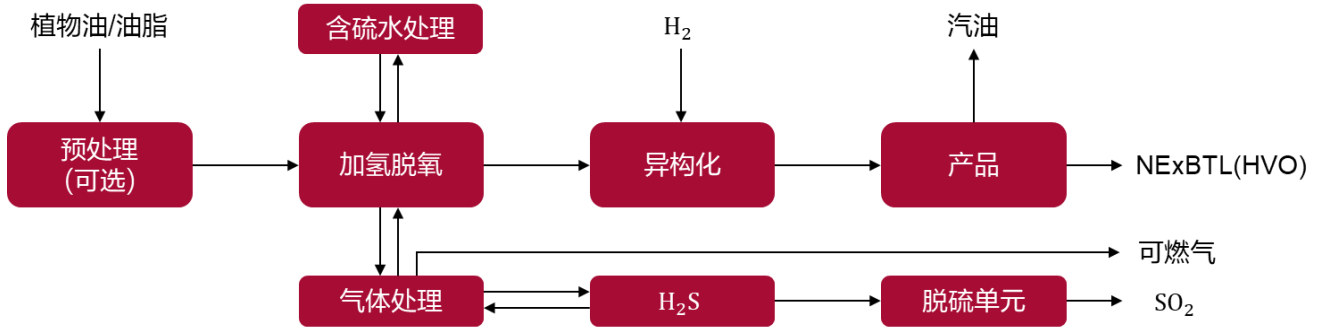 植物油/油脂
含硫水处理
H₂
汽油
预处理
(可选)
加氢脱氧
异构化
产品
NExBTL(HVO)
可燃气
气体处理
H₂S
脱硫单元
SO₂